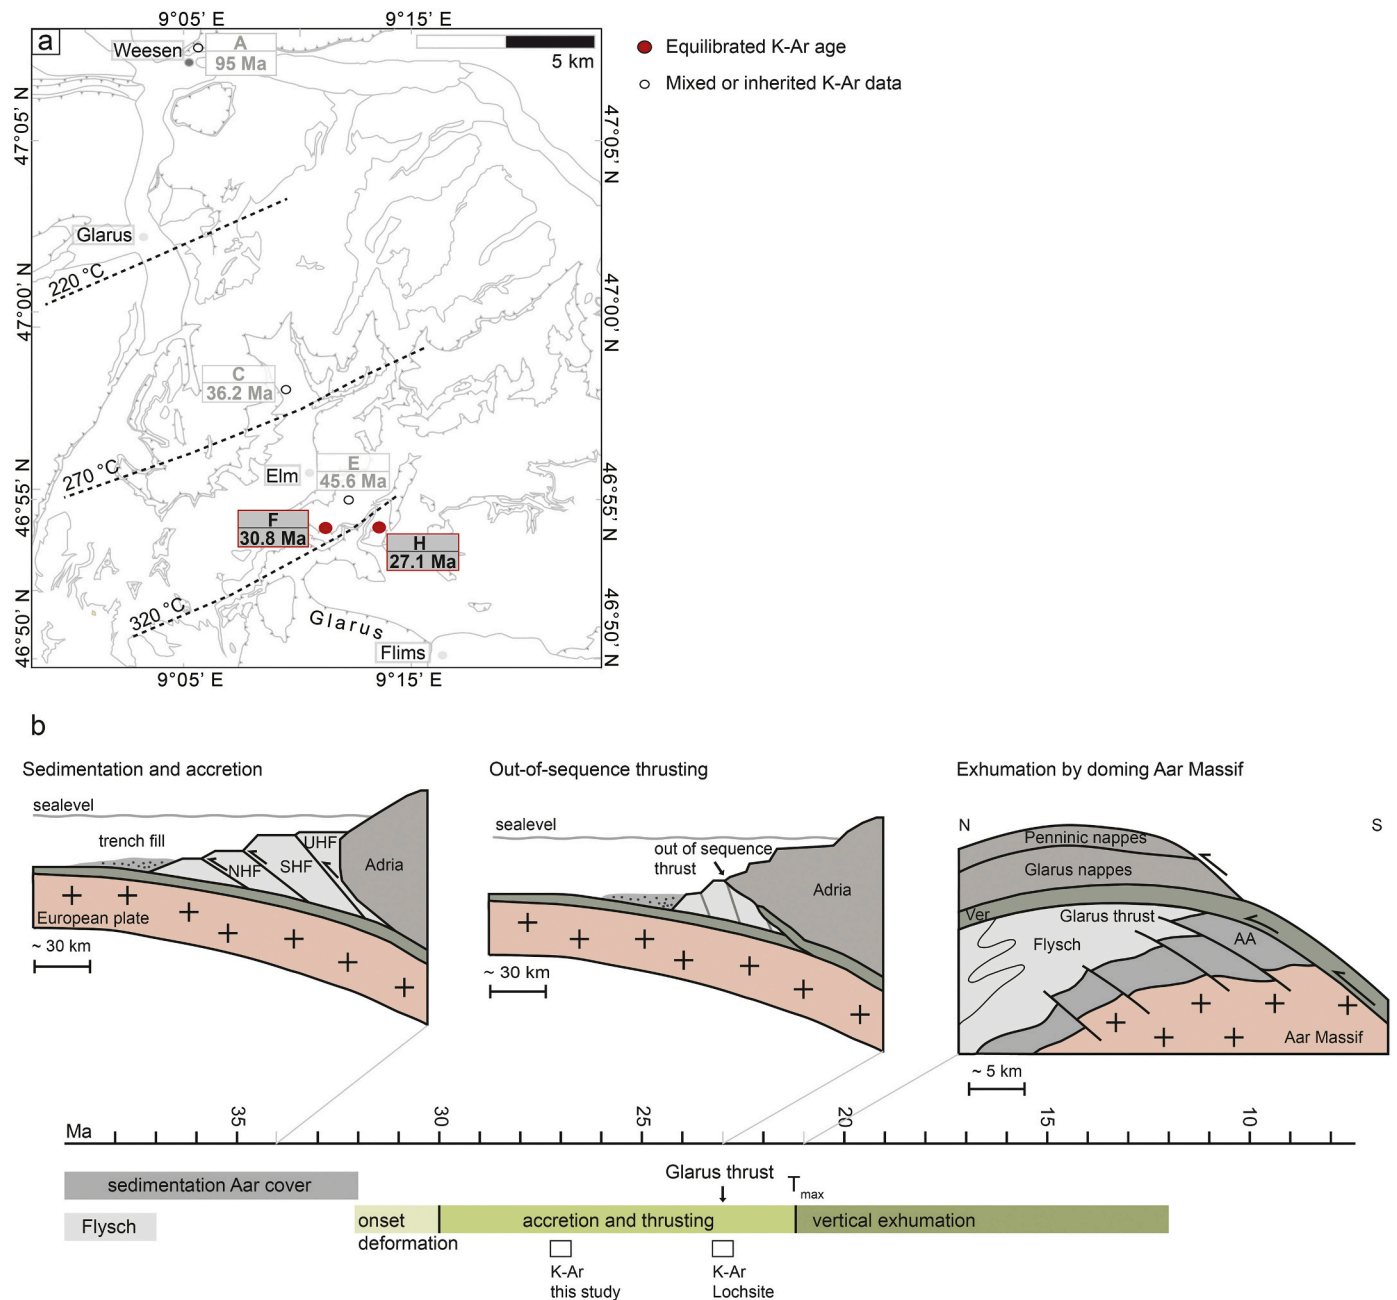 9°05' E
9°15' E
a
Weesen
A
95 Ma
5 km
Equilibrated K-Ar age
Mixed or inherited K-Ar data
47°05' N
47°05' N
Glarus
220 °C
47°00' N
47°00' N
C
36.2 Ma
270 °C
Elm
E
45.6 Ma
46°55' N
46°55' N
F
30.8 Ma
H
27.1 Ma
320 °C
Glarus
Flims
46°50' N
46°50' N
9°05' E
9°15' E
b
Sedimentation and accretion
sealevel
trench fill
UHF
SHF
NHF
Adria
European plate
~ 30 km
Out-of-sequence thrusting
sealevel
out of sequence
thrust
Adria
~ 30 km
Exhumation by doming Aar Massif
N
S
Penninic nappes
Glarus nappes
Ver
Glarus thrust
Flysch
AA
Aar Massif
~ 5 km
Ma
35
30
25
20
15
10
sedimentation Aar cover
Glarus thrust
Tmax
Flysch
onset
deformation
accretion and thrusting
vertical exhumation
K-Ar
this study
K-Ar
Lochsite